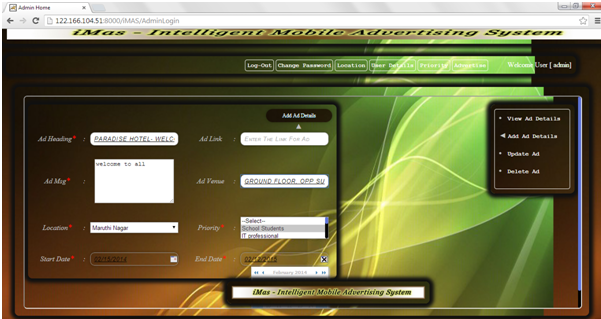 Admin Home
122.166.104.51:8000/iMAS/AdminLogin
iMas - Intelligent Mobile Advertising System
Log-Out Change Password Location User Details Priority Advertise Welcome User [ admin]
Add Ad Details
Ad Heading* : PARADISE HOTEL- WELC Ad Link : Enter The Link For Ad
Ad Msg* : welcome to all Ad Venue : GROUND FLOOR, OPP SU
Location* : Maruthi Nagar Priority* : --Select--
School Students
IT professional
Start Date* : 02/15/2014 End Date* :
February 2014
View Ad Details
Add Ad Details
Update Ad
Delete Ad
iMas - Intelligent Mobile Advertising System